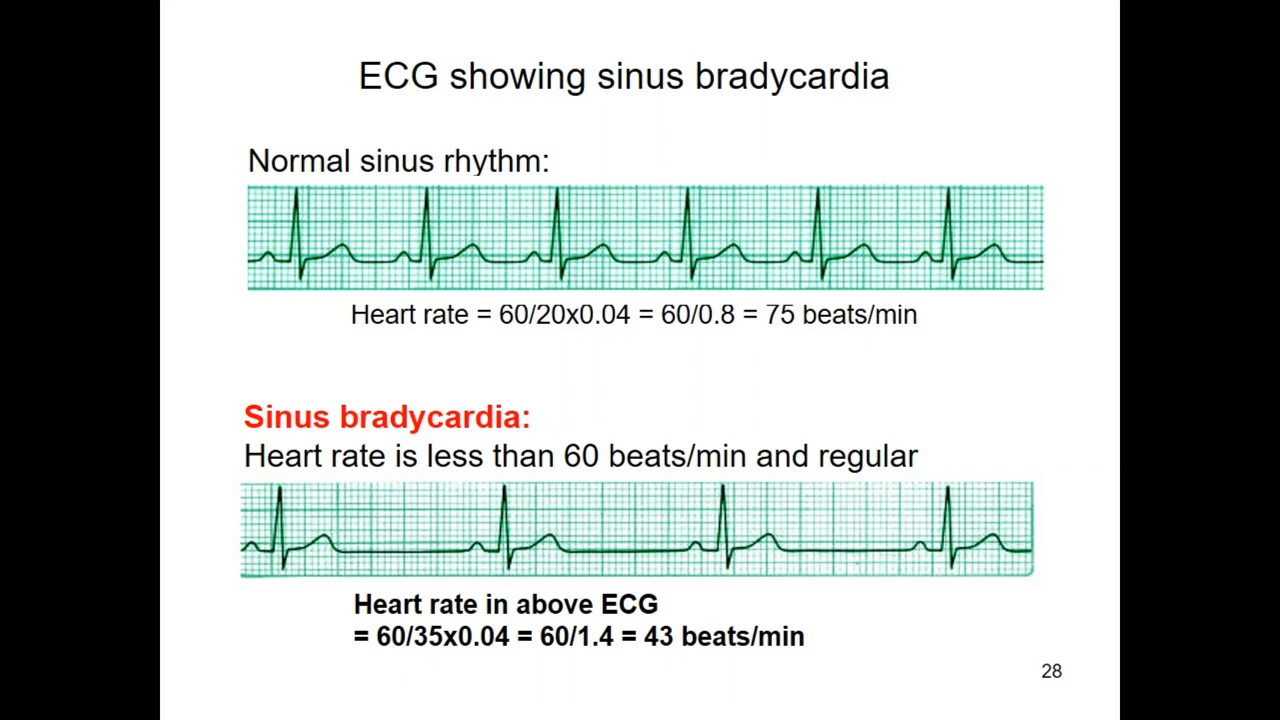 ECG showing sinus bradycardia
Normal sinus rhythm:
Heart rate = 60/20x0.04 = 60/0.8 = 75 beats/min
Sinus bradycardia:
Heart rate is less than 60 beats/min and regular
Heart rate in above ECG
= 60/35x0.04 = 60/1.4 = 43 beats/min
28